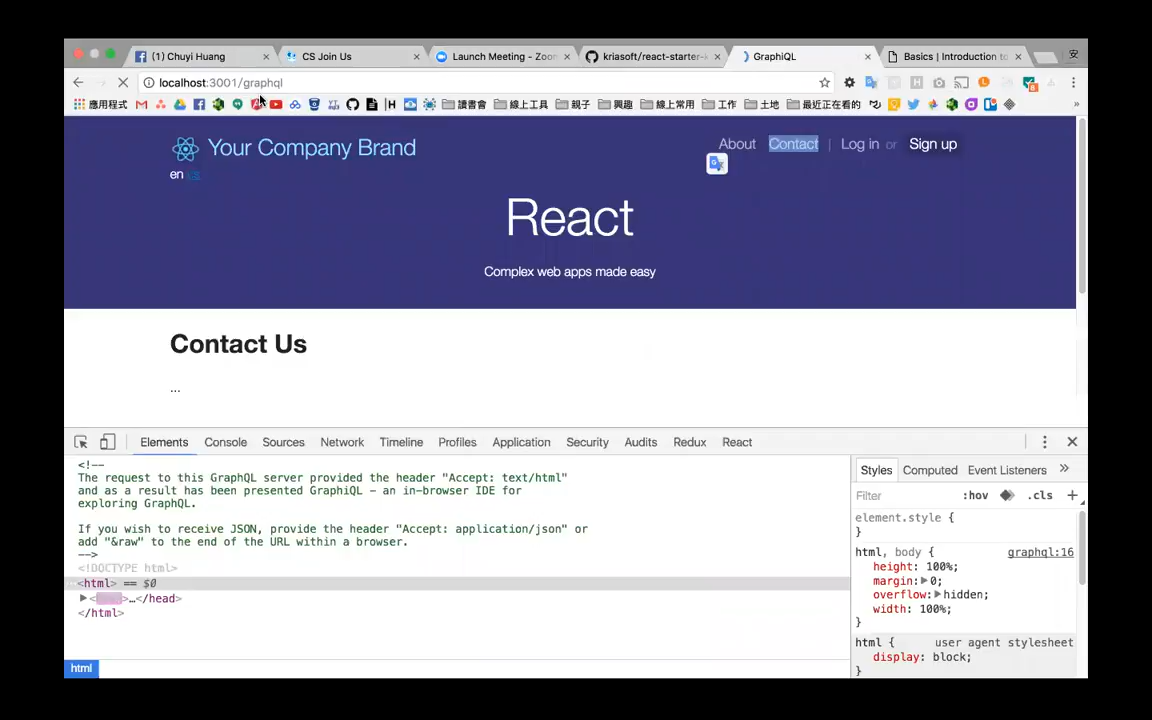 (1) Chuyi Huang
CS Join Us
Launch Meeting - Zoom
kriasoft/react-starter-k
GraphiQL
Basics | Introduction to
安
localhost:3001/graphql
應用程式
讀書會
線上工具
親子
興趣
線上常用
工作
土地
最近正在看的
»
Your Company Brand
About
Contact
|
Log in
or
Sign up
en
cs
React
Complex web apps made easy
Contact Us
...
Elements
Console
Sources
Network
Timeline
Profiles
Application
Security
Audits
Redux
React
<!--
The request to this GraphQL server provided the header "Accept: text/html"
and as a result has been presented GraphiQL - an in-browser IDE for
exploring GraphQL.
If you wish to receive JSON, provide the header "Accept: application/json" or
add "&raw" to the end of the URL within a browser.
-->
<!DOCTYPE html>
<html> == $0
…</head>
</html>
html
Styles
Computed
Event Listeners
»
Filter
:hov
.cls
+
element.style {
}
html, body {
graphql:16
height: 100%;
margin: 0;
overflow: hidden;
width: 100%;
}
html {
user agent stylesheet
display: block;
}